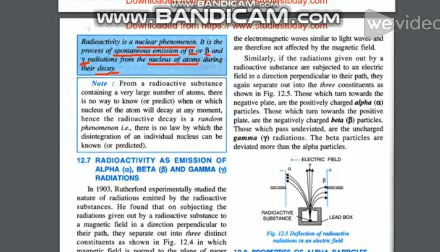 Downloaded from
WWW.BANDICAM.COM
WeVideo
Radioactivity is a nuclear phenomenon. It is the
process of spontaneous emission of α or β and
γ radiations from the nucleus of atoms during
their decay.
Note : From a radioactive substance
containing a very large number of atoms, there
is no way to know (or predict) when or which
nucleus of the atom will decay at any moment,
hence the radioactive decay is a random
phenomenon i.e., there is no law by which the
disintegration of an individual nucleus can be
known (or predicted).
12.7 RADIOACTIVITY AS EMISSION OF
ALPHA (α), BETA (β) AND GAMMA (γ)
RADIATIONS
In 1903, Rutherford experimentally studied the
nature of radiations emitted by the radioactive
substances. He found that on subjecting the
radiations given out by a radioactive
substance to a magnetic field in a direction
perpendicular to their path, they separate out into three
distinct constituents as shown in Fig. 12.4 in which
magnetic field is normal to the plane of paper
the electromagnetic waves similar to light waves and
are therefore not affected by the magnetic field.
Similarly, if the radiations given out by a
radioactive substance are subjected to an electric
field in a direction perpendicular to their path, they
again separate out into the three constituents as
shown in Fig. 12.5. Those which turn towards the
negative plate, are the positively charged alpha (α)
particles. Those which turn towards the positive
plate, are the negatively charged beta (β) particles.
Those which pass undeviated, are the uncharged
gamma (γ) radiations. The beta particles are
deviated more than the alpha particles.
ELECTRIC FIELD
α
γ
β
RADIOACTIVE
SUBSTANCE
LEAD BOX
Fig. 12.5 Deflection of radioactive
radiations in an electric field